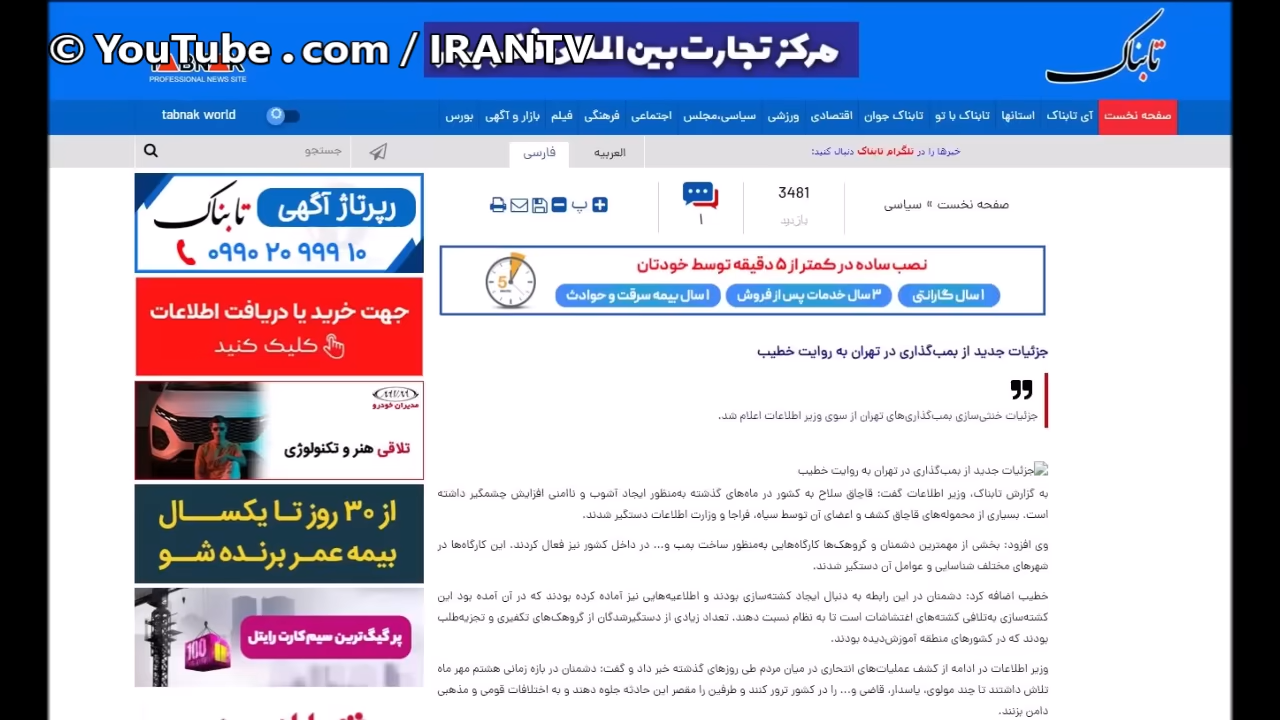 © YouTube . com / IRANTV
مرکز تجارت بین‌المللی
تابناک
PROFESSIONAL NEWS SITE
صفحه نخست آی تابناک استانها تابناک با تو تابناک جوان اقتصادی ورزشی سیاسی،مجلس اجتماعی فرهنگی فیلم بازار و آگهی بورس
tabnak world
خبرها را در تلگرام تابناک دنبال کنید:
العربیه فارسی
جستجو
صفحه نخست » سیاسی
3481
بازدید
۱
پ
نصب ساده در کمتر از ۵ دقیقه توسط خودتان
۱ سال گارانتی ۳ سال خدمات پس از فروش ۱ سال بیمه سرقت و حوادث
5
جزئیات جدید از بمب‌گذاری در تهران به روایت خطیب
جزئیات خنثی‌سازی بمب‌گذاری‌های تهران از سوی وزیر اطلاعات اعلام شد.
جزئیات جدید از بمب‌گذاری در تهران به روایت خطیب
به گزارش تابناک، وزیر اطلاعات گفت: قاچاق سلاح به کشور در ماه‌های گذشته به‌منظور ایجاد آشوب و ناامنی افزایش چشمگیر داشته
است. بسیاری از محموله‌های قاچاق کشف و اعضای آن توسط سپاه، فراجا و وزارت اطلاعات دستگیر شدند.
وی افزود: بخشی از مهمترین دشمنان و گروهک‌ها کارگاه‌هایی به‌منظور ساخت بمب و... در داخل کشور نیز فعال کردند. این کارگاه‌ها در
شهرهای مختلف شناسایی و عوامل آن دستگیر شدند.
خطیب اضافه کرد: دشمنان در این رابطه به دنبال ایجاد کشته‌سازی بودند و اطلاعیه‌هایی نیز آماده کرده بودند که در آن آمده بود این
کشته‌سازی به‌تلافی کشته‌های اغتشاشات است تا به نظام نسبت دهند. تعداد زیادی از دستگیرشدگان از گروهک‌های تکفیری و تجزیه‌طلب
بودند که در کشورهای منطقه آموزش‌دیده بودند.
وزیر اطلاعات در ادامه از کشف عملیات‌های انتحاری در میان مردم طی روزهای گذشته خبر داد و گفت: دشمنان در بازه زمانی هشتم مهر ماه
تلاش داشتند تا چند مولوی، پاسدار، قاضی و... را در کشور ترور کنند و طرفین را مقصر این حادثه جلوه دهند و به اختلافات قومی و مذهبی
دامن بزنند.
رپرتاژ آگهی
تابناک
۰۹۹۰ ۲۰ ۹۹۹ ۱۰
جهت خرید یا دریافت اطلاعات
کلیک کنید
MVM
مدیران خودرو
تلاقی هنر و تکنولوژی
از ۳۰ روز تا یکسال
بیمه عمر برنده شو
پر گیگ‌ترین سیم‌کارت رایتل
100